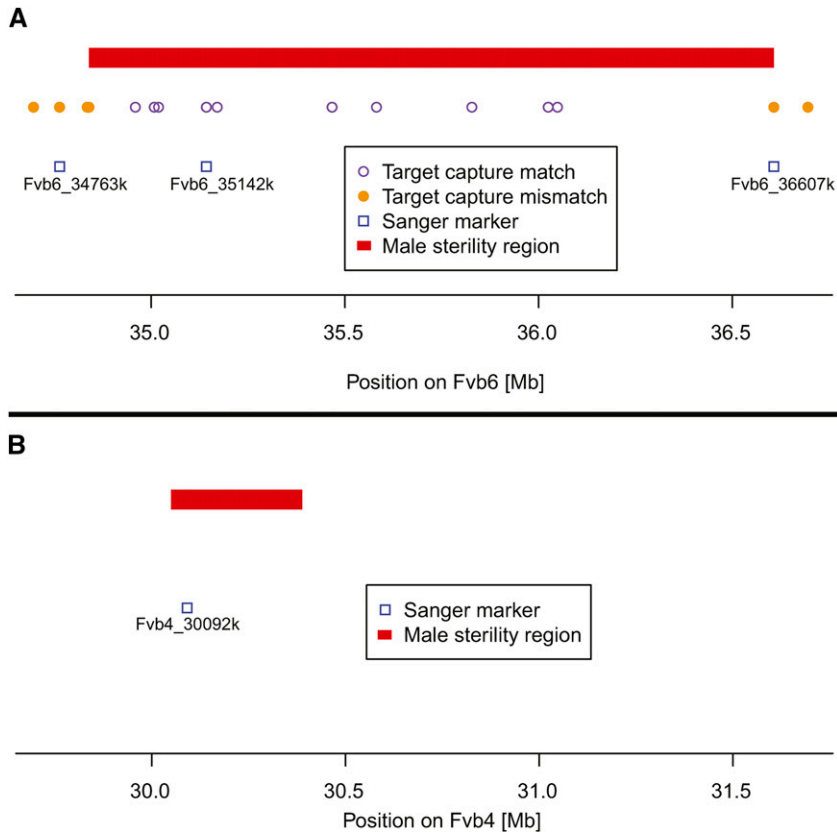 A
Fvb6_34763k
Fvb6_35142k
Fvb6_36607k
Target capture match
Target capture mismatch
Sanger marker
Male sterility region
35.0
35.5
36.0
36.5
Position on Fvb6 [Mb]
B
Fvb4_30092k
Sanger marker
Male sterility region
30.0
30.5
31.0
31.5
Position on Fvb4 [Mb]